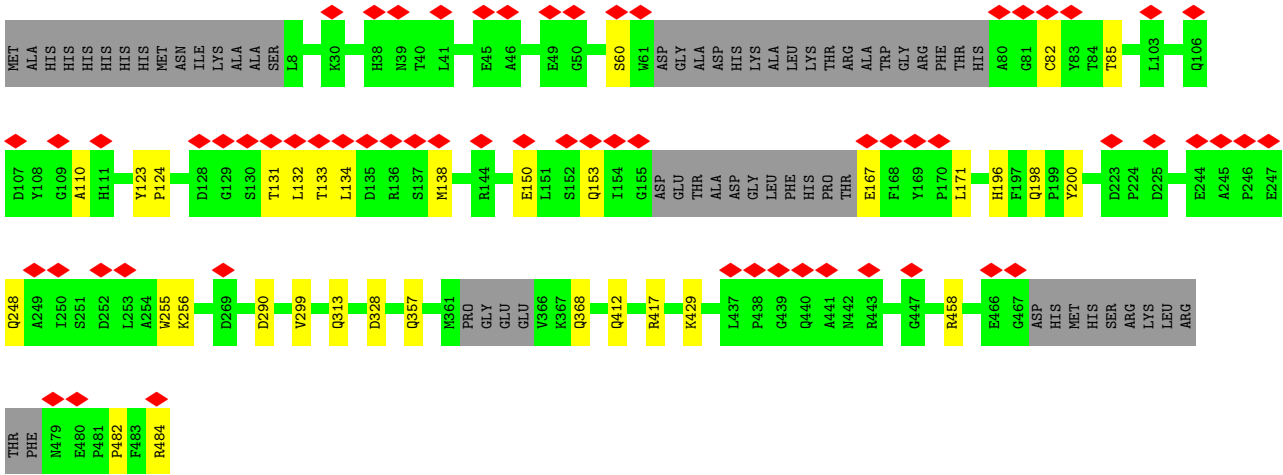 MET ALA HIS HIS HIS HIS HIS HIS MET ASN ILE LYS ALA ALA SER L8 K30 H38 N39 T40 L41 E45 A46 E49 G50 S60 W61 ASP GLY ALA ASP HIS LYS ALA LEU LYS THR ARG ALA TRP GLY ARG PHE THR HIS A80 G81 C82 Y83 T84 T85 L103 Q106
D107 Y108 G109 A110 H111 Y123 P124 D128 G129 S130 T131 L132 T133 L134 D135 R136 S137 M138 R144 E150 L151 S152 Q153 I154 G155 ASP GLU THR ALA ASP GLY LEU PHE HIS PRO THR E167 F168 Y169 P170 L171 H196 F197 Q198 P199 Y200 D223 P224 D225 E244 A245 P246 E247
Q248 A249 I250 S251 D252 L253 A254 W255 K256 D269 D290 V299 Q313 D328 Q357 M361 PRO GLY GLU GLU V366 K367 Q368 Q412 R417 K429 L437 P438 G439 Q440 A441 N442 R443 G447 R458 E466 G467 ASP HIS MET HIS SER ARG LYS LEU ARG
THR PHE N479 E480 P481 P482 F483 R484